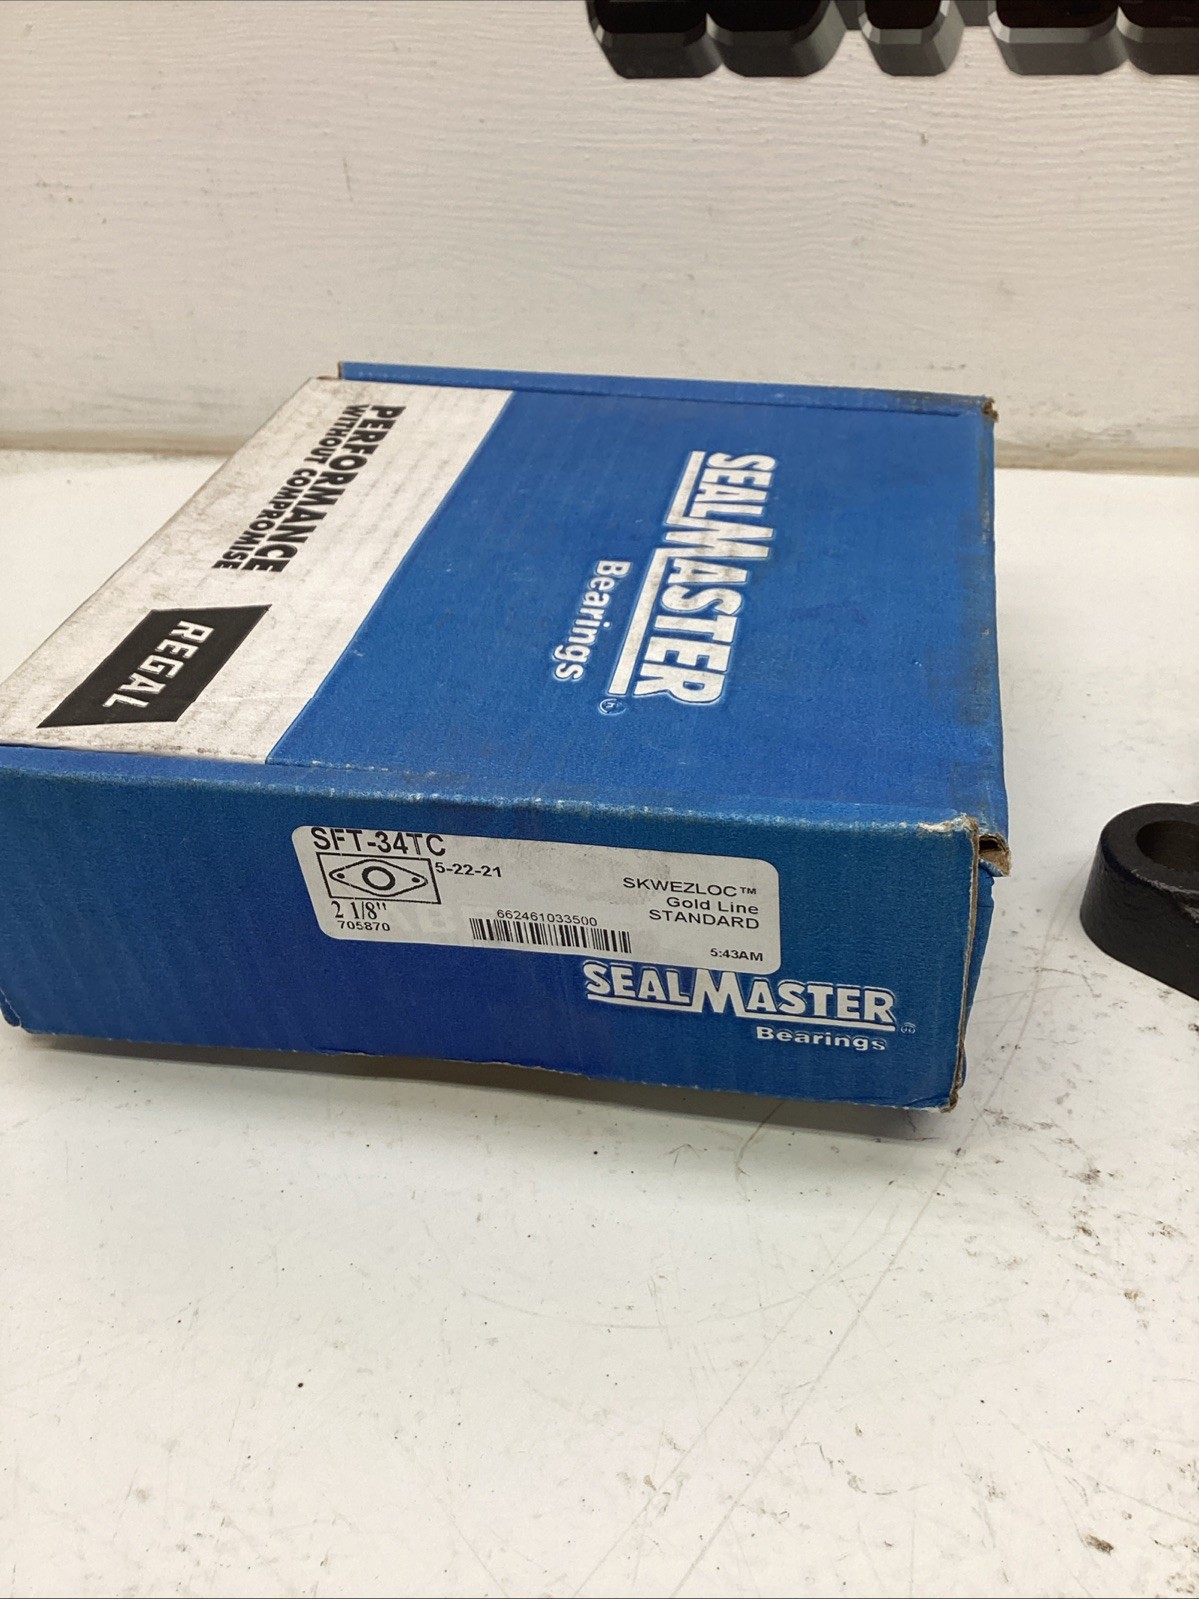 PERFORMANCE
WITHOUT COMPROMISE
REGAL
SEALMASTER®
Bearings
SFT-34TC
5-22-21
2 1/8"
705870
662461033500
SKWEZLOC™
Gold Line
STANDARD
5:43AM
SEALMASTER
Bearings